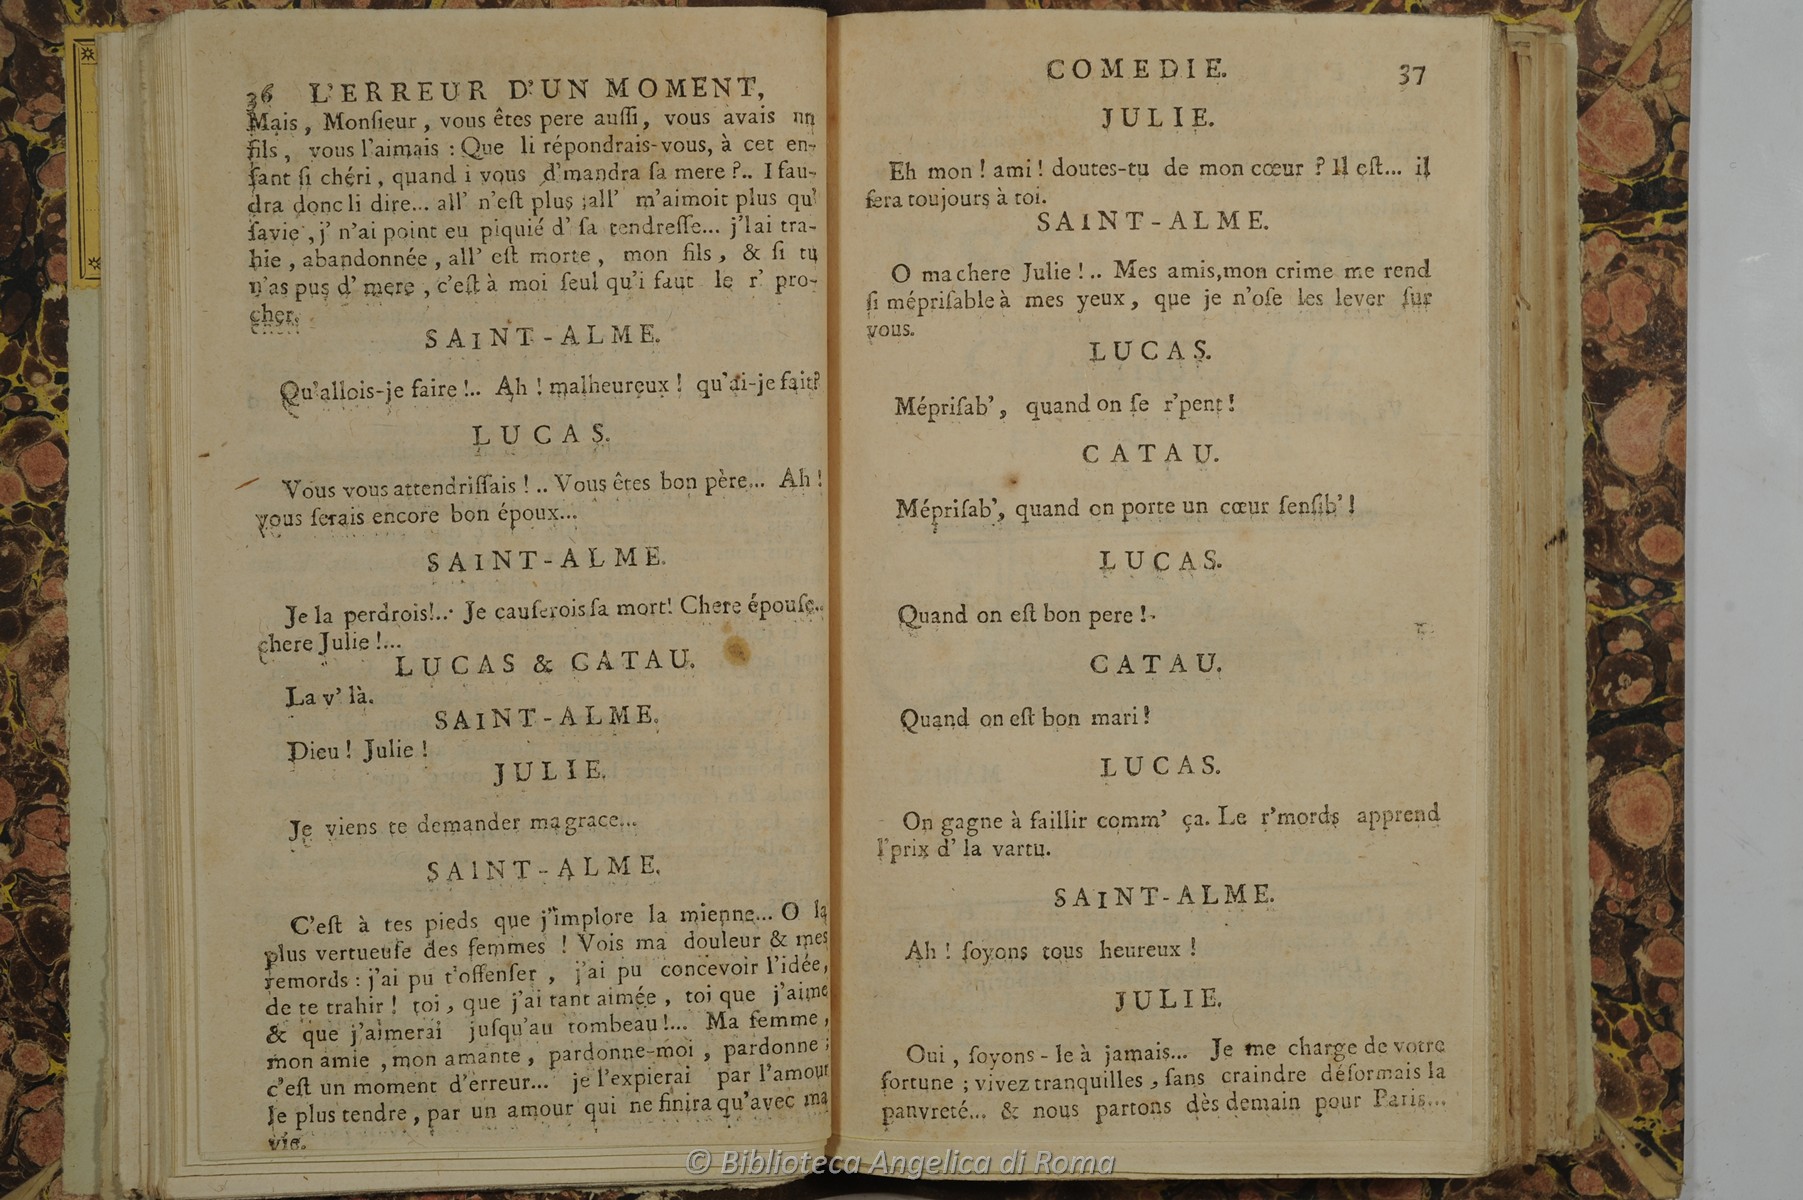 36 L'ERREUR D'UN MOMENT,
Mais, Monſieur, vous êtes pere auſſi, vous avais un
fils, vous l'aimais : Que li répondrais-vous, à cet en-
fant ſi chéri, quand i vous d'mandra ſa mere ?.. I fau-
dra donc li dire... all' n'eſt plus ; all' m'aimoit plus qu'
ſavie, j' n'ai point eu piquié d' ſa tendreſſe... j'lai tra-
hie, abandonnée, all' eſt morte, mon fils, & ſi tu
n'as pus d' mere, c'eſt à moi ſeul qu'i faut le r' pro-
cher.
SAINT-ALME.
Qu'allois-je faire !.. Ah ! malheureux ! qu'ai-je fait?
LUCAS.
Vous vous attendriſſais ! .. Vous êtes bon père... Ah !
vous ſerais encore bon époux...
SAINT-ALME.
Je la perdrois!... Je cauſerois ſa mort! Chere épouſe..
chere Julie !...
LUCAS & CATAU.
La v' là.
SAINT-ALME.
Dieu ! Julie !
JULIE.
Je viens te demander ma grace...
SAINT-ALME.
C'eſt à tes pieds que j'implore la mienne... O la
plus vertueuſe des femmes ! Vois ma douleur & mes
remords : j'ai pu t'offenſer, j'ai pu concevoir l'idée,
de te trahir ! toi, que j'ai tant aimée, toi que j'aime
& que j'aimerai juſqu'au tombeau !... Ma femme,
mon amie, mon amante, pardonne-moi, pardonne ;
c'eſt un moment d'erreur... je l'expierai par l'amour
le plus tendre, par un amour qui ne finira qu'avec ma
vie.
COMEDIE. 37
JULIE.
Eh mon ! ami ! doutes-tu de mon cœur ? Il eſt... il
ſera toujours à toi.
SAINT-ALME.
O ma chere Julie !.. Mes amis, mon crime me rend
ſi mépriſable à mes yeux, que je n'oſe les lever ſur
vous.
LUCAS.
Mépriſab', quand on ſe r'pent !
CATAU.
Mépriſab', quand on porte un cœur ſenſib' !
LUCAS.
Quand on eſt bon pere !
CATAU.
Quand on eſt bon mari !
LUCAS.
On gagne à faillir comm' ça. Le r'mords apprend
l'prix d' la vartu.
SAINT-ALME.
Ah ! ſoyons tous heureux !
JULIE.
Oui, ſoyons-le à jamais... Je me charge de votre
fortune ; vivez tranquilles, ſans craindre déſormais la
panvreté... & nous partons dès demain pour Paris...
© Biblioteca Angelica di Roma